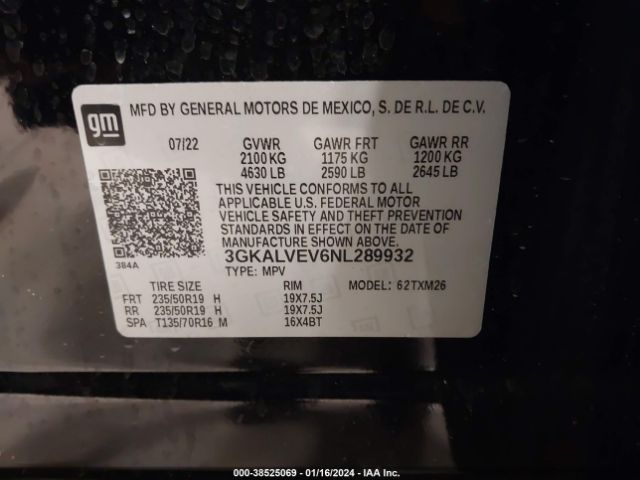 gm
MFD BY GENERAL MOTORS DE MEXICO, S. DE R.L. DE C.V.
07/22 GVWR GAWR FRT GAWR RR
2100 KG 1175 KG 1200 KG
4630 LB 2590 LB 2645 LB
THIS VEHICLE CONFORMS TO ALL
APPLICABLE U.S. FEDERAL MOTOR
VEHICLE SAFETY AND THEFT PREVENTION
STANDARDS IN EFFECT ON THE DATE OF
MANUFACTURE SHOWN ABOVE.
384A 3GKALVEV6NL289932
TYPE: MPV
TIRE SIZE RIM MODEL: 62TXM26
FRT 235/50R19 H 19X7.5J
RR 235/50R19 H 19X7.5J
SPA T135/70R16 M 16X4BT
000-38525069 - 01/16/2024 - IAA Inc.